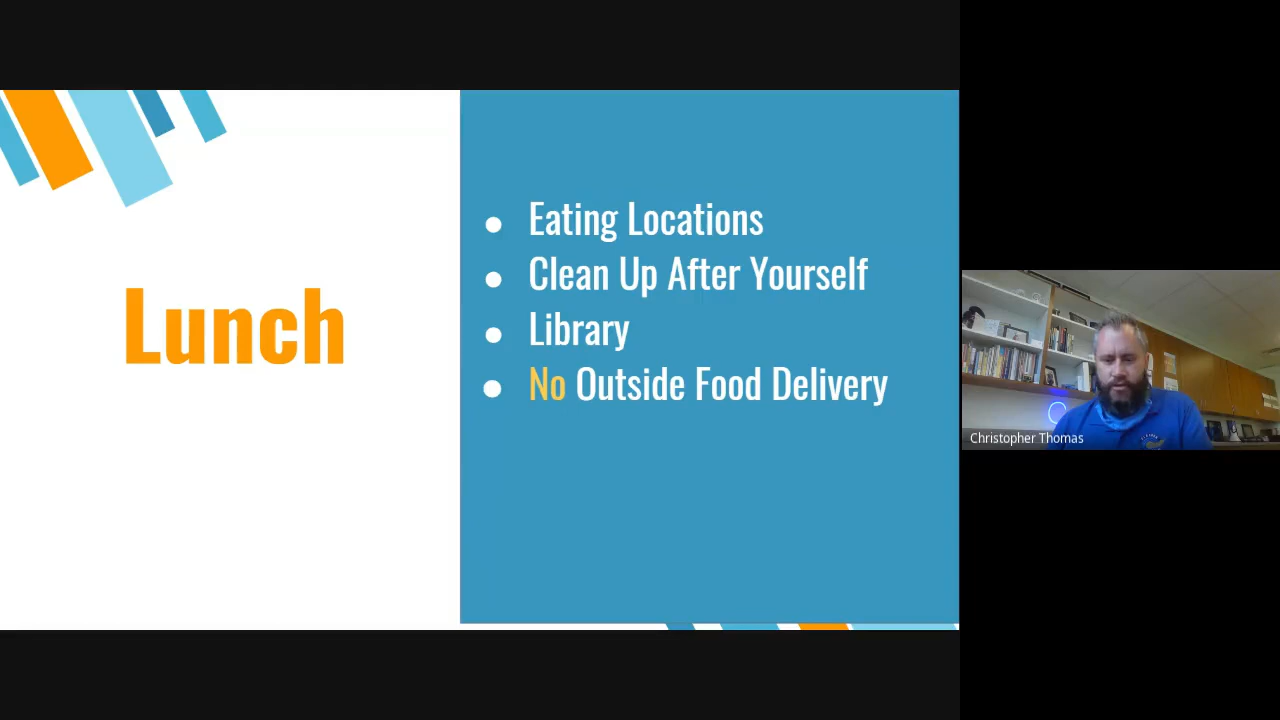 Lunch
Eating Locations
Clean Up After Yourself
Library
No Outside Food Delivery
Christopher Thomas